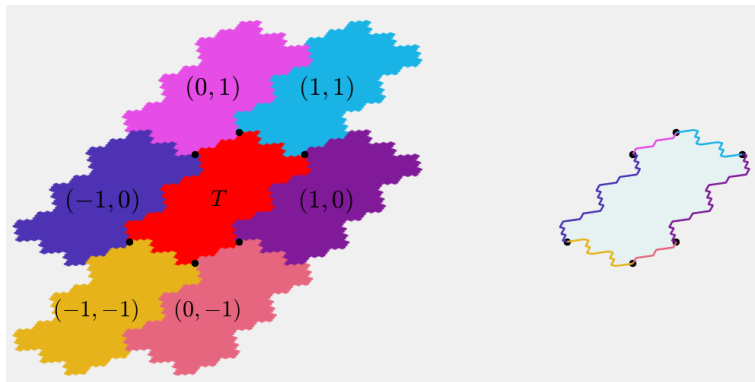 (0, 1) (1, 1)
(−1, 0) T (1, 0)
(−1, −1) (0, −1)